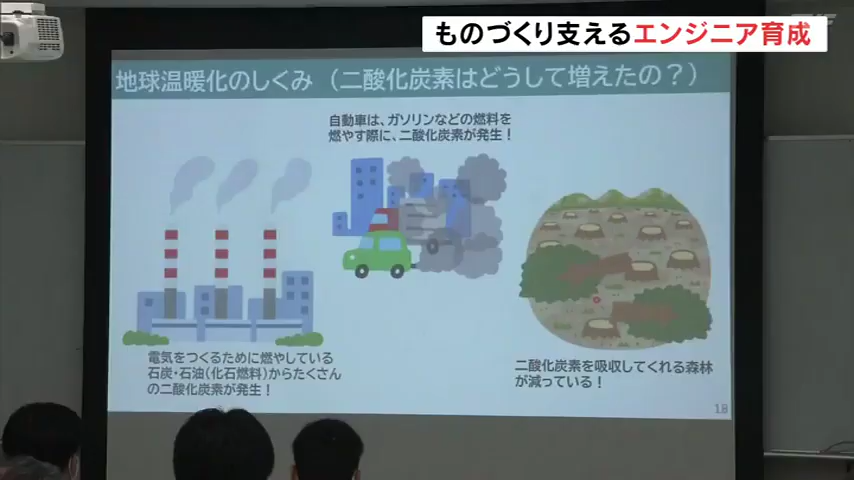 ものづくり支えるエンジニア育成
地球温暖化のしくみ（二酸化炭素はどうして増えたの？）
自動車は、ガソリンなどの燃料を
燃やす際に、二酸化炭素が発生！
電気をつくるために燃やしている
石炭・石油（化石燃料）からたくさん
の二酸化炭素が発生！
二酸化炭素を吸収してくれる森林
が減っている！
18